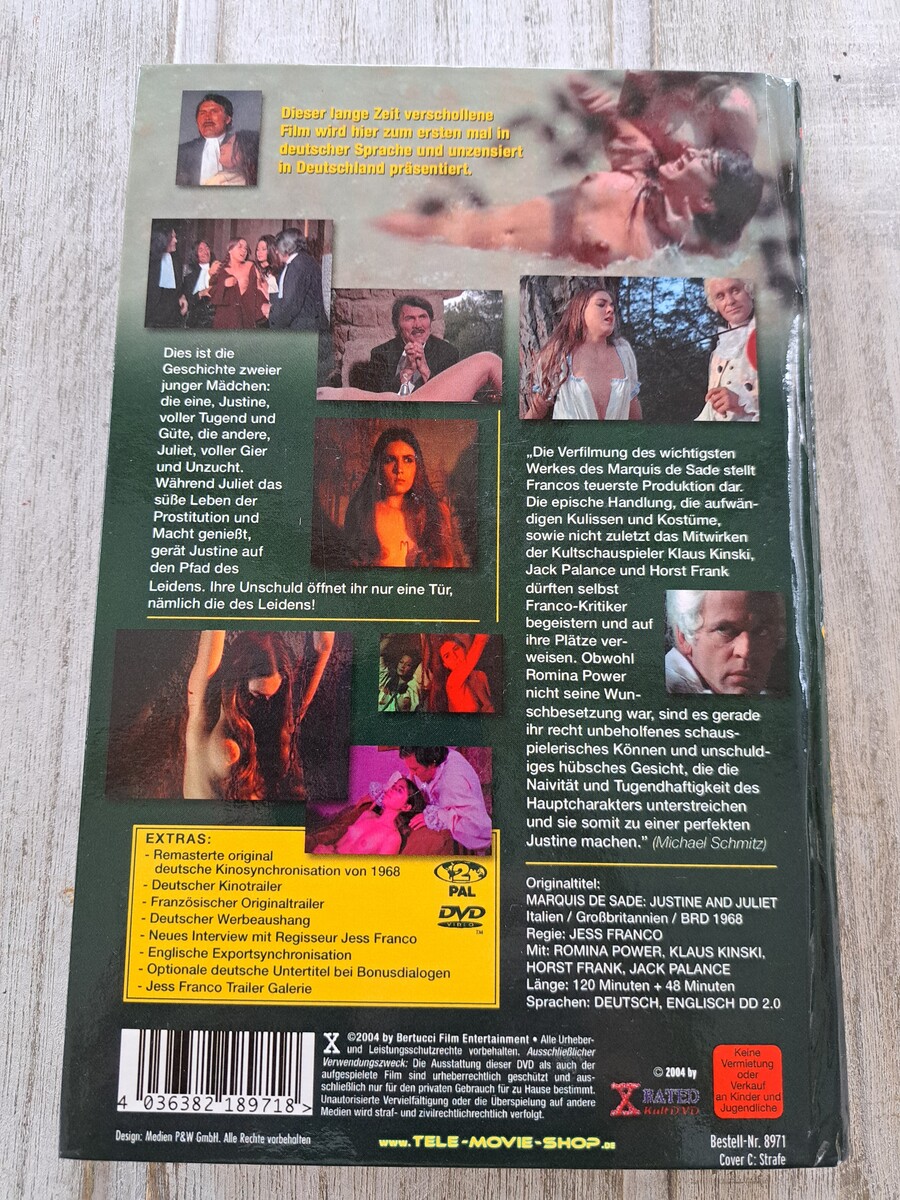 Dieser lange Zeit verschollene
Film wird hier zum ersten mal in
deutscher Sprache und unzensiert
in Deutschland präsentiert.
Dies ist die
Geschichte zweier
junger Mädchen:
die eine, Justine,
voller Tugend und
Güte, die andere,
Juliet, voller Gier
und Unzucht.
Während Juliet das
süße Leben der
Prostitution und
Macht genießt,
gerät Justine auf
den Pfad des
Leidens. Ihre Unschuld öffnet ihr nur eine Tür,
nämlich die des Leidens!
„Die Verfilmung des wichtigsten
Werkes des Marquis de Sade stellt
Francos teuerste Produktion dar.
Die epische Handlung, die aufwän-
digen Kulissen und Kostüme,
sowie nicht zuletzt das Mitwirken
der Kultschauspieler Klaus Kinski,
Jack Palance und Horst Frank
dürften selbst
Franco-Kritiker
begeistern und auf
ihre Plätze ver-
weisen. Obwohl
Romina Power
nicht seine Wun-
schbesetzung war, sind es gerade
ihr recht unbeholfenes schaus-
pielerisches Können und unschuld-
iges hübsches Gesicht, die die
Naivität und Tugendhaftigkeit des
Hauptcharakters unterstreichen
und sie somit zu einer perfekten
Justine machen.“ (Michael Schmitz)
EXTRAS:
- Remasterte original
deutsche Kinosynchronisation von 1968
- Deutscher Kinotrailer
- Französischer Originaltrailer
- Deutscher Werbeaushang
- Neues Interview mit Regisseur Jess Franco
- Englische Exportsynchronisation
- Optionale deutsche Untertitel bei Bonusdialogen
- Jess Franco Trailer Galerie
2
PAL
DVD
VIDEO
TM
Originaltitel:
MARQUIS DE SADE: JUSTINE AND JULIET
Italien / Großbritannien / BRD 1968
Regie: JESS FRANCO
Mit: ROMINA POWER, KLAUS KINSKI,
HORST FRANK, JACK PALANCE
Länge: 120 Minuten + 48 Minuten
Sprachen: DEUTSCH, ENGLISCH DD 2.0
4 036382 189718 >
X ©2004 by Bertucci Film Entertainment • Alle Urheber-
und Leistungsschutzrechte vorbehalten. Ausschließlicher
Verwendungszweck: Die Ausstattung dieser DVD als auch der
aufgespielte Film sind urheberrechtlich geschützt und aus-
schließlich nur für den privaten Gebrauch für zu Hause bestimmt.
Unautorisierte Vervielfältigung oder die Überspielung auf andere
Medien wird straf- und zivilrechtlichrechtlich verfolgt.
© 2004 by
X RATED
KultDVD
Keine
Vermietung
oder
Verkauf
an Kinder und
Jugendliche
Design: Medien P&W GmbH. Alle Rechte vorbehalten
www.TELE-MOVIE-SHOP.de
Bestell-Nr. 8971
Cover C: Strafe